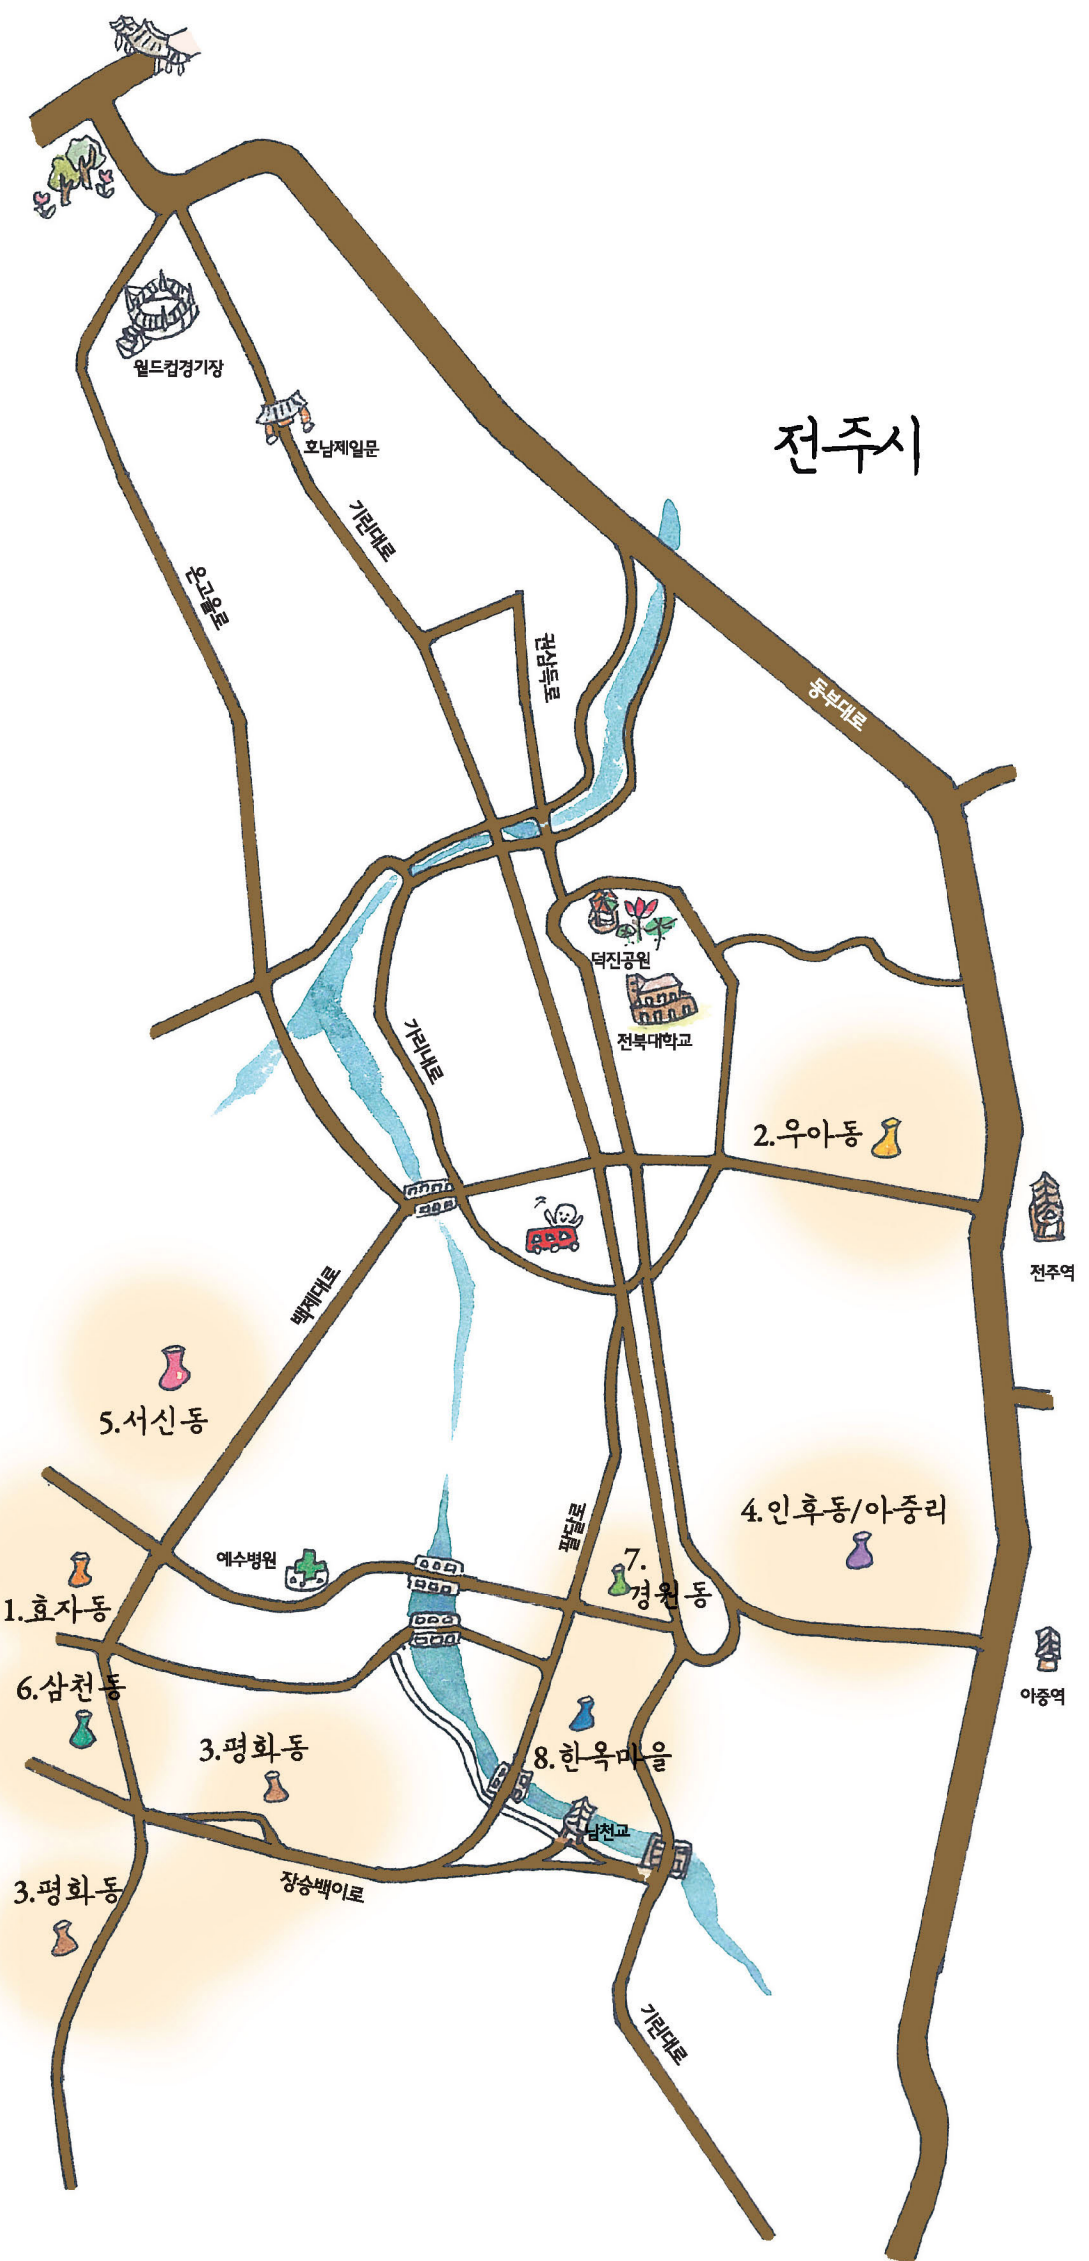 월드컵경기장
호남제일문
전주시
기린대로
온고을로
권삼득로
동부대로
덕진공원
전북대학교
가리내로
2.우아동
전주역
백제대로
5.서신동
4.인후동/아중리
팔달로
예수병원
7.
경원동
1.효자동
6.삼천동
아중역
3.평화동
8.한옥마을
남천교
3.평화동
장승백이로
기린대로